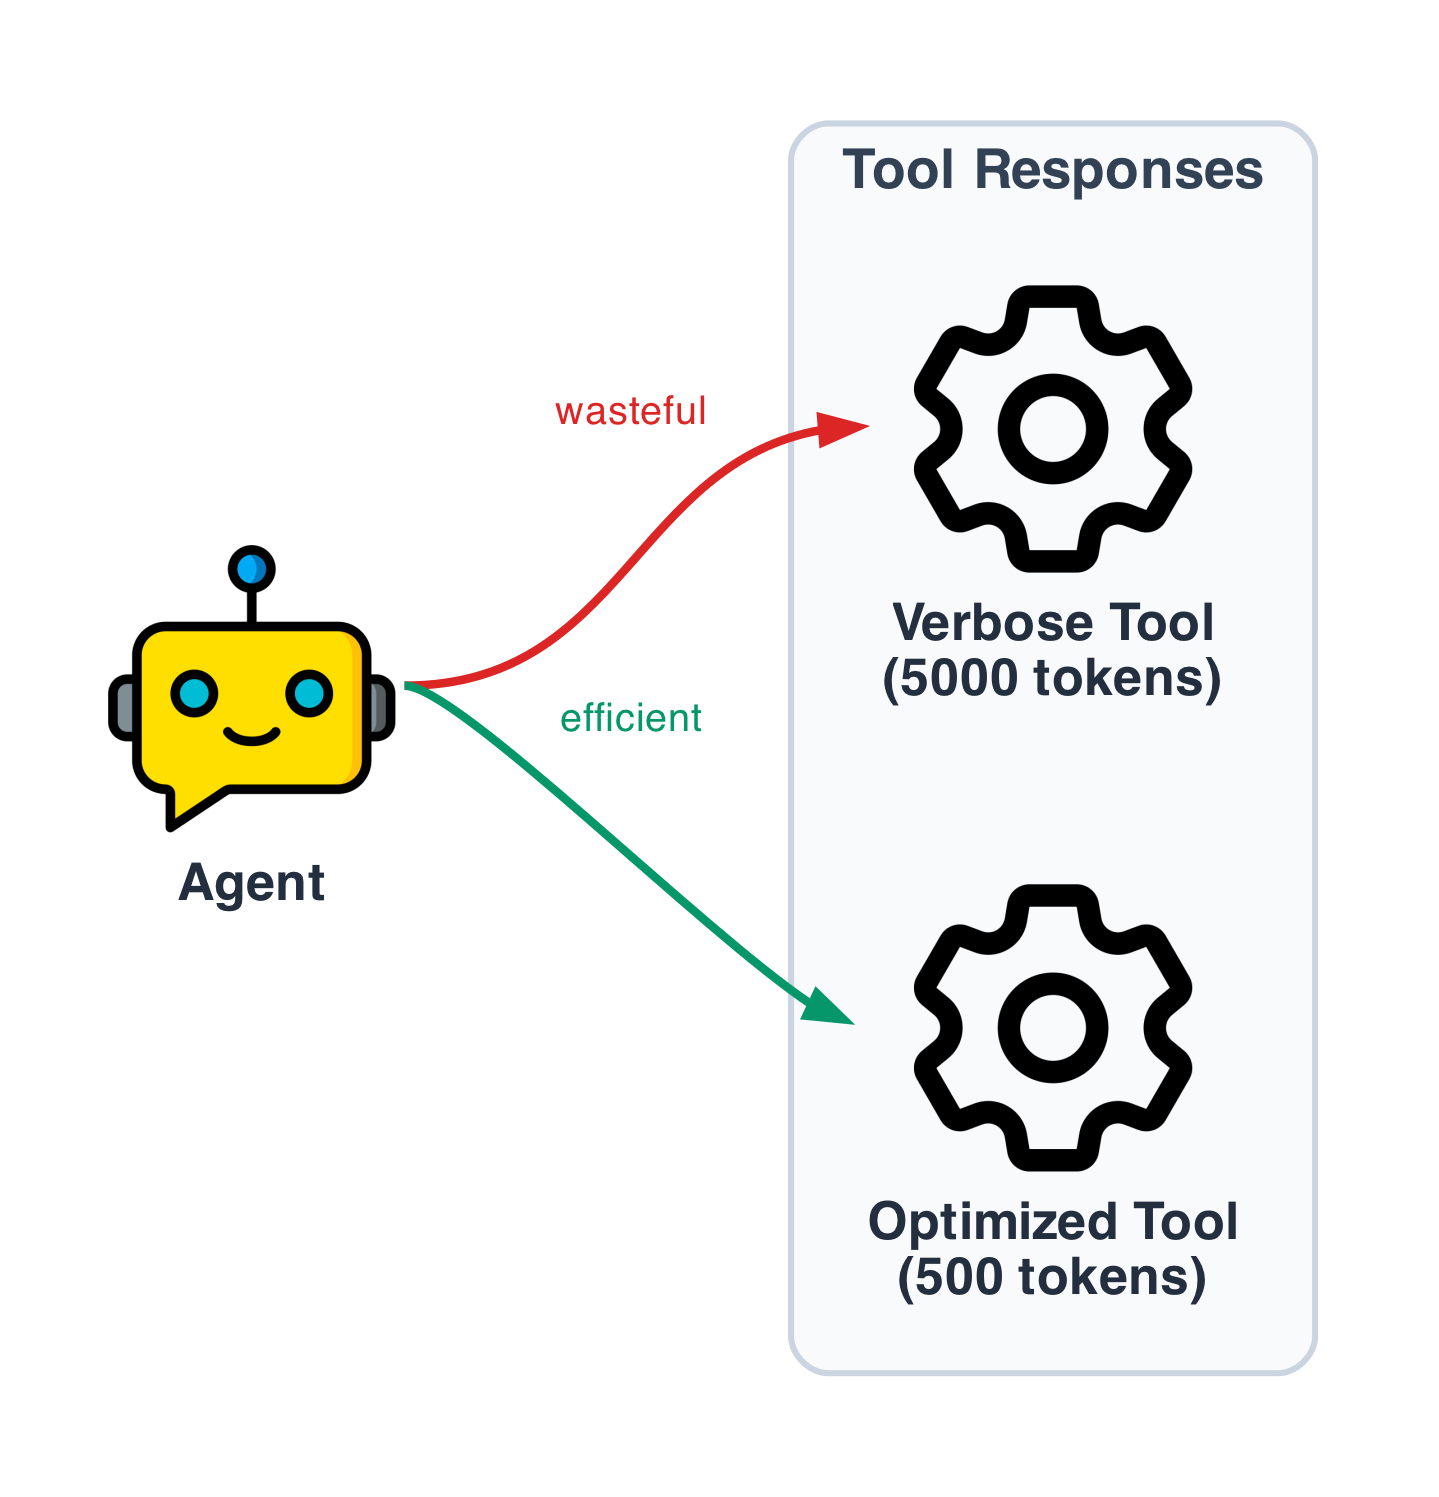 Tool Responses
wasteful
Verbose Tool
(5000 tokens)
efficient
Agent
Optimized Tool
(500 tokens)